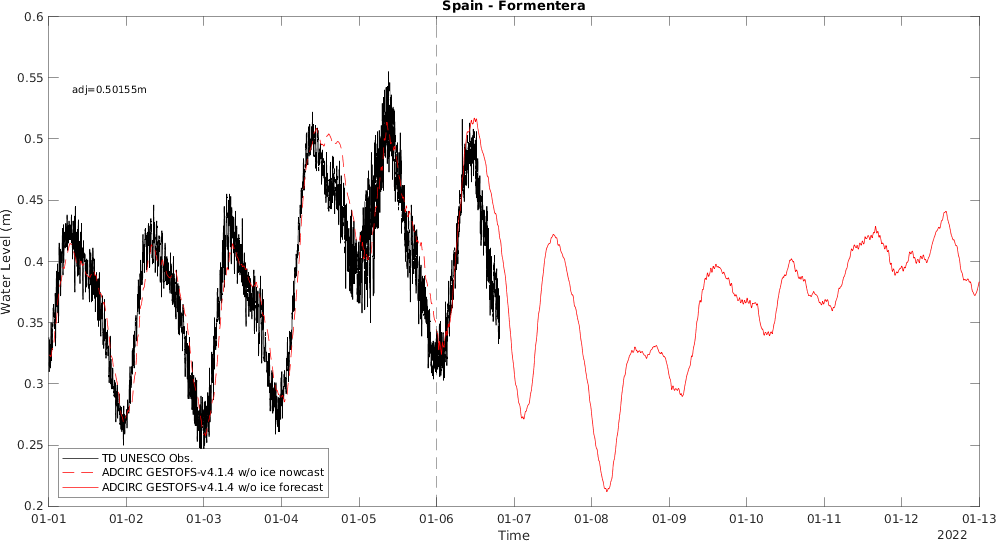 Spain - Formentera
0.6
0.55
0.5
0.45
0.4
0.35
0.3
0.25
0.2
Water Level (m)
adj=0.50155m
TD UNESCO Obs.
ADCIRC GESTOFS-v4.1.4 w/o ice nowcast
ADCIRC GESTOFS-v4.1.4 w/o ice forecast
01-01 01-02 01-03 01-04 01-05 01-06 01-07 01-08 01-09 01-10 01-11 01-12 01-13
Time
2022